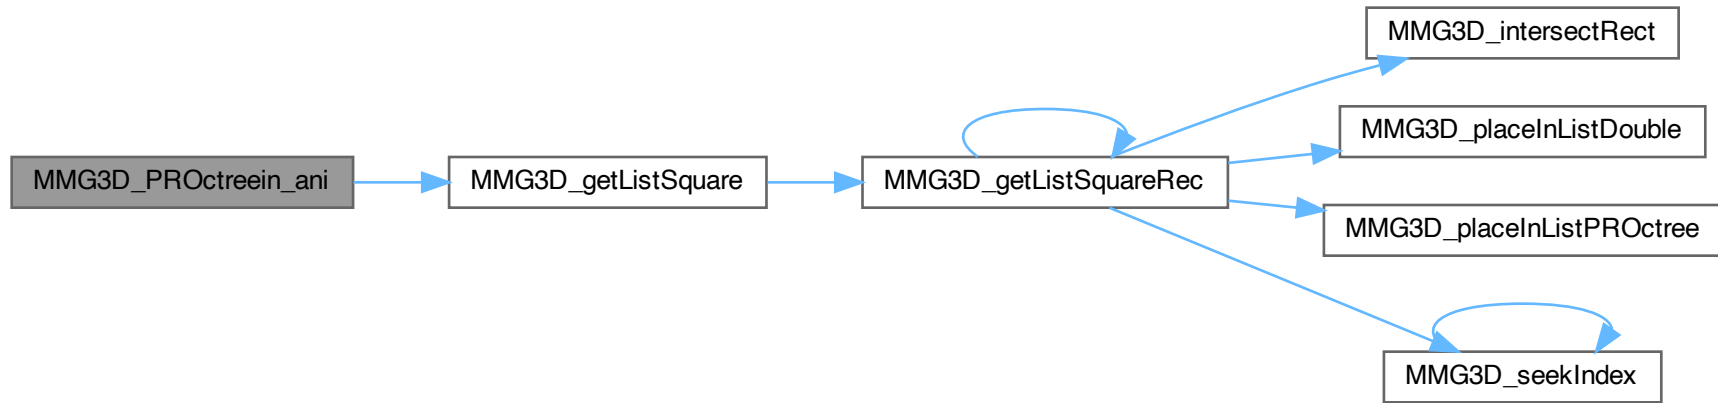 MMG3D_PROctreein_ani
MMG3D_getListSquare
MMG3D_getListSquareRec
MMG3D_intersectRect
MMG3D_placeInListDouble
MMG3D_placeInListPROctree
MMG3D_seekIndex